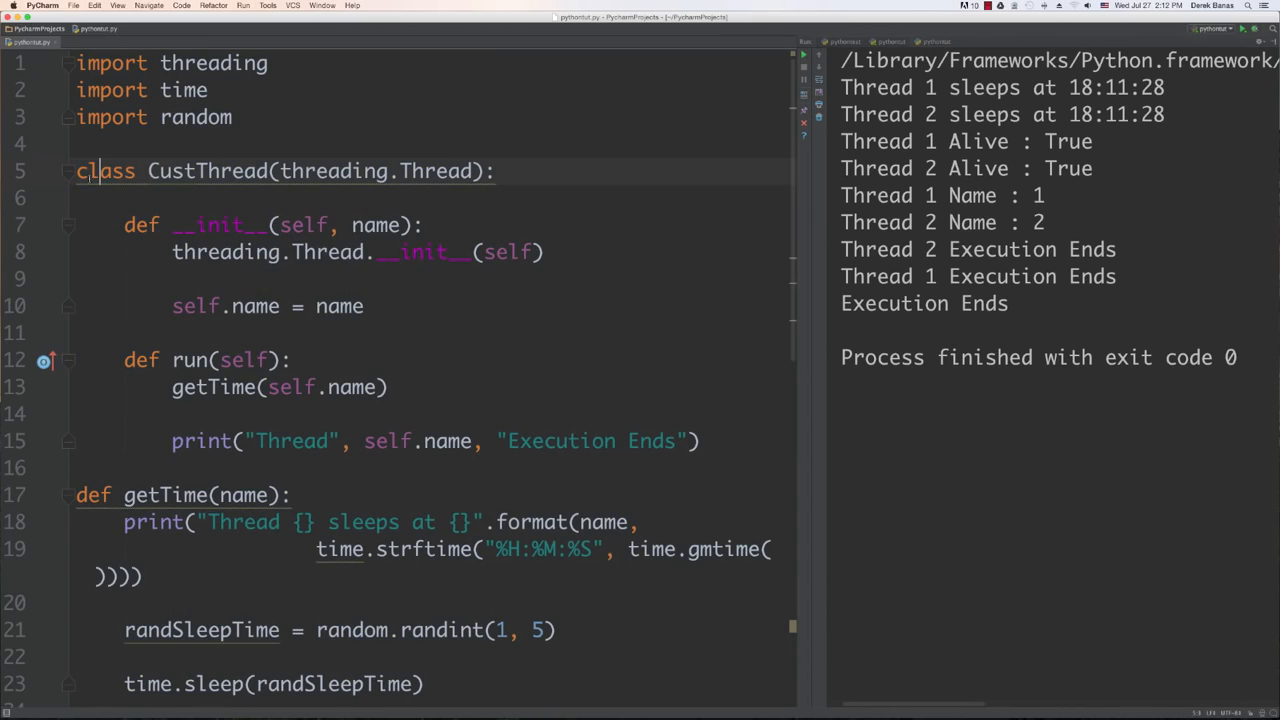 PyCharm File Edit View Navigate Code Refactor Run Tools VCS Window Help
10 Wed Jul 27 2:12 PM Derek Banas
pythontut.py - PycharmProjects - [~/PycharmProjects]
PycharmProjects pythontut.py
pythontut
pythontut.py
Run: pythontut pythontut pythontut
1 import threading
2 import time
3 import random
4
5 class CustThread(threading.Thread):
6
7 def __init__(self, name):
8 threading.Thread.__init__(self)
9
10 self.name = name
11
12 def run(self):
13 getTime(self.name)
14
15 print("Thread", self.name, "Execution Ends")
16
17 def getTime(name):
18 print("Thread {} sleeps at {}".format(name,
19 time.strftime("%H:%M:%S", time.gmtime(
))))
20
21 randSleepTime = random.randint(1, 5)
22
23 time.sleep(randSleepTime)
/Library/Frameworks/Python.framework/
Thread 1 sleeps at 18:11:28
Thread 2 sleeps at 18:11:28
Thread 1 Alive : True
Thread 2 Alive : True
Thread 1 Name : 1
Thread 2 Name : 2
Thread 2 Execution Ends
Thread 1 Execution Ends
Execution Ends
Process finished with exit code 0
5:3 LF÷ UTF-8÷